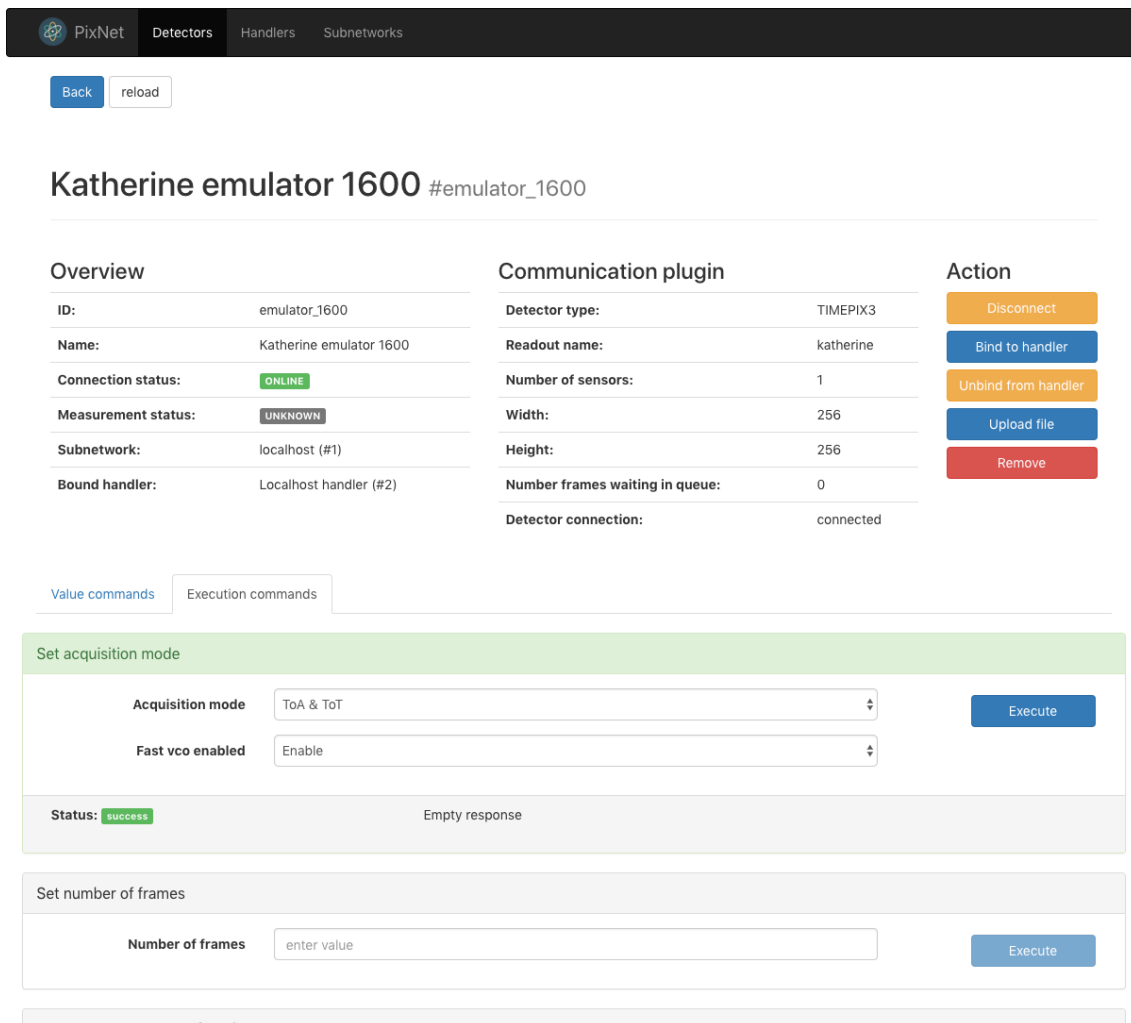 PixNet Detectors Handlers Subnetworks
Back reload
Katherine emulator 1600 #emulator_1600
Overview
ID: emulator_1600
Name: Katherine emulator 1600
Connection status: ONLINE
Measurement status: UNKNOWN
Subnetwork: localhost (#1)
Bound handler: Localhost handler (#2)
Communication plugin
Detector type: TIMEPIX3
Readout name: katherine
Number of sensors: 1
Width: 256
Height: 256
Number frames waiting in queue: 0
Detector connection: connected
Action
Disconnect
Bind to handler
Unbind from handler
Upload file
Remove
Value commands Execution commands
Set acquisition mode
Acquisition mode ToA & ToT Execute
Fast vco enabled Enable
Status: success Empty response
Set number of frames
Number of frames enter value Execute